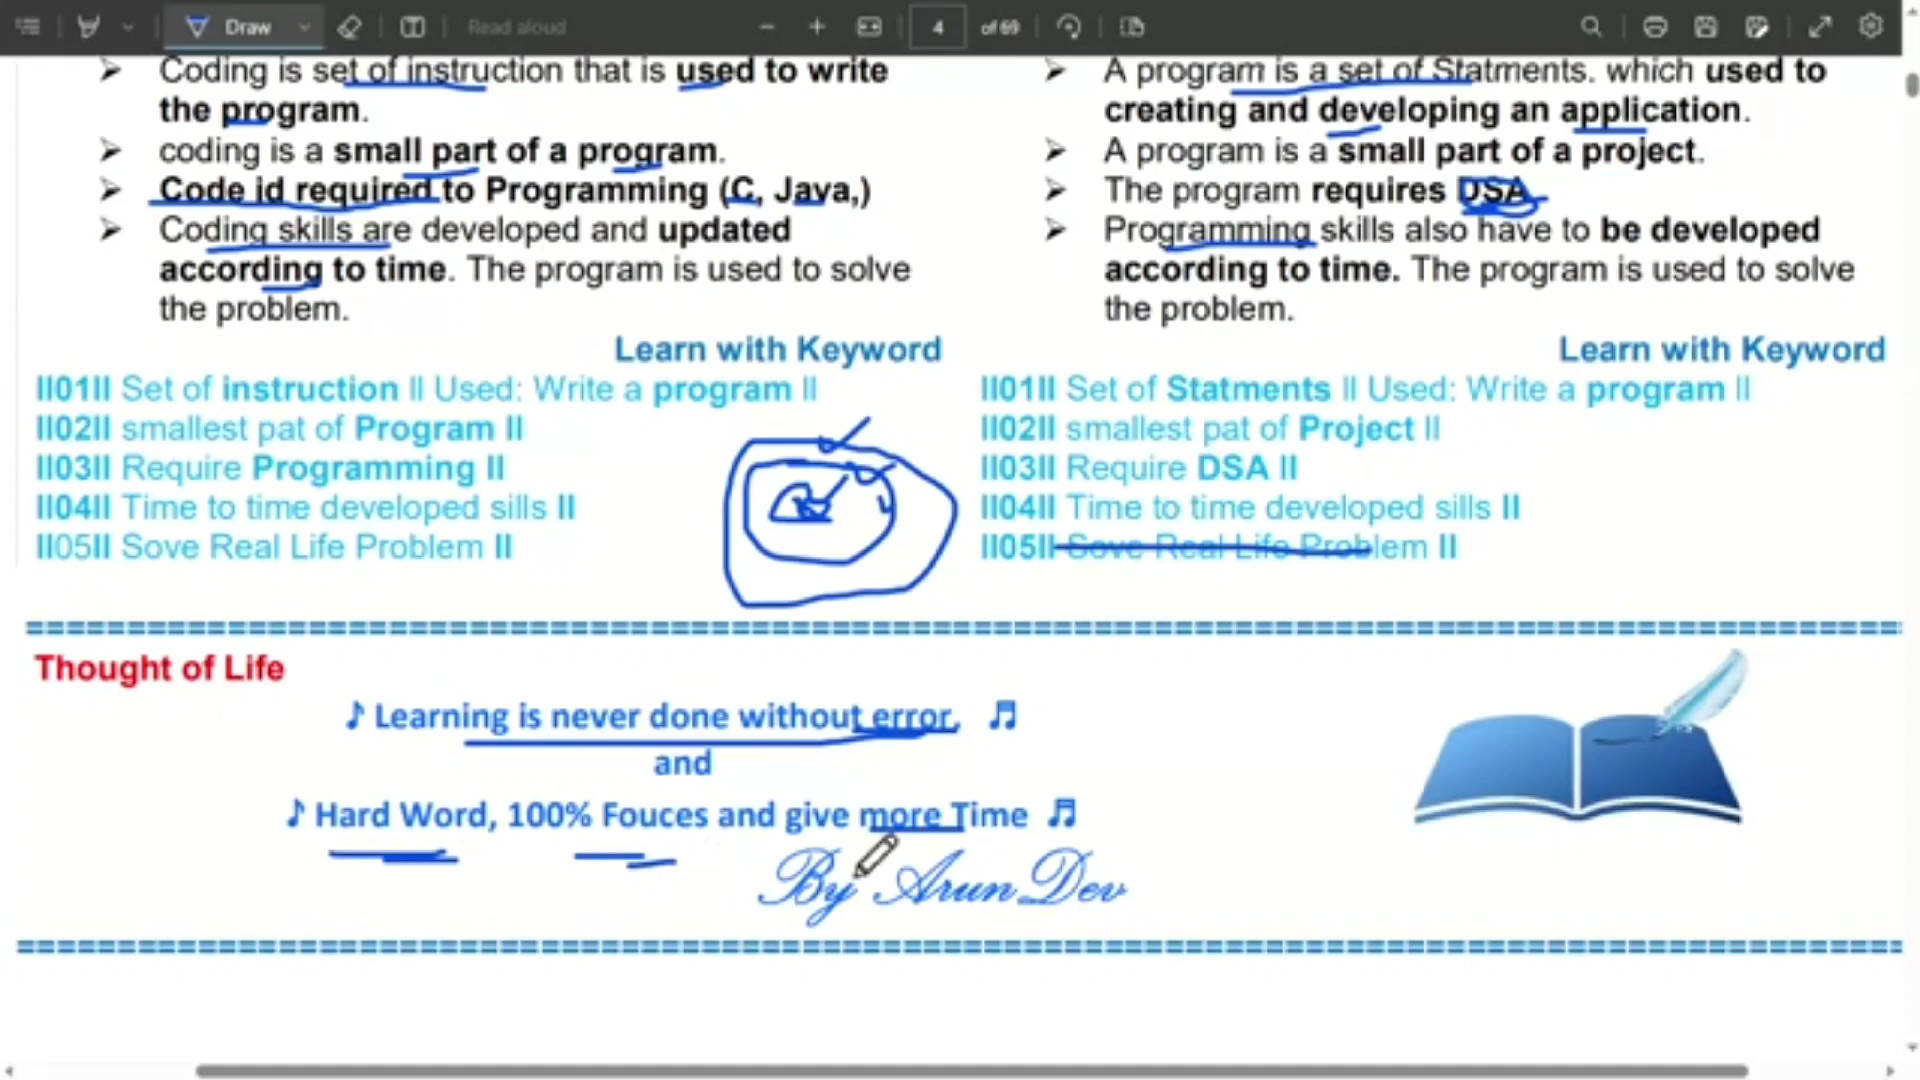 Draw
Read aloud
4 of 69
Coding is set of instruction that is used to write
the program.
coding is a small part of a program.
Code id required to Programming (C, Java,)
Coding skills are developed and updated
according to time. The program is used to solve
the problem.
Learn with Keyword
II01II Set of instruction II Used: Write a program II
II02II smallest pat of Program II
II03II Require Programming II
II04II Time to time developed sills II
II05II Sove Real Life Problem II
A program is a set of Statments. which used to
creating and developing an application.
A program is a small part of a project.
The program requires DSA
Programming skills also have to be developed
according to time. The program is used to solve
the problem.
Learn with Keyword
II01II Set of Statments II Used: Write a program II
II02II smallest pat of Project II
II03II Require DSA II
II04II Time to time developed sills II
II05II Sove Real Life Problem II
Thought of Life
♪ Learning is never done without error. ♬
and
♪ Hard Word, 100% Fouces and give more Time ♬
By Arun Dev